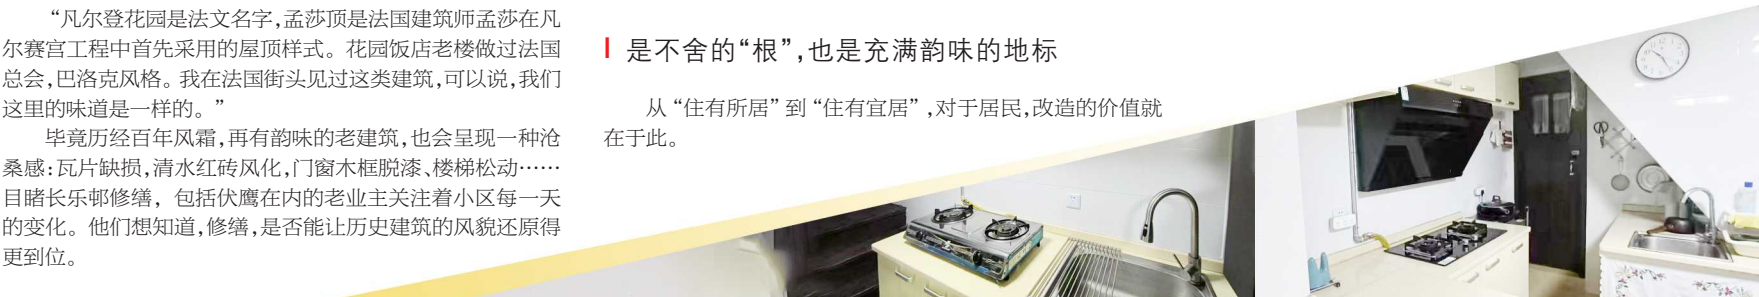 “凡尔登花园是法文名字，孟莎顶是法国建筑师孟莎在凡
尔赛宫工程中首先采用的屋顶样式。花园饭店老楼做过法国
总会，巴洛克风格。我在法国街头见过这类建筑，可以说，我们
这里的味道是一样的。”
毕竟历经百年风霜，再有韵味的老建筑，也会呈现一种沧
桑感：瓦片缺损，清水红砖风化，门窗木框脱漆、楼梯松动……
目睹长乐邨修缮，包括伏鹰在内的老业主关注着小区每一天
的变化。他们想知道，修缮，是否能让历史建筑的风貌还原得
更到位。
是不舍的“根”，也是充满韵味的地标
从“住有所居”到“住有宜居”，对于居民，改造的价值就
在于此。